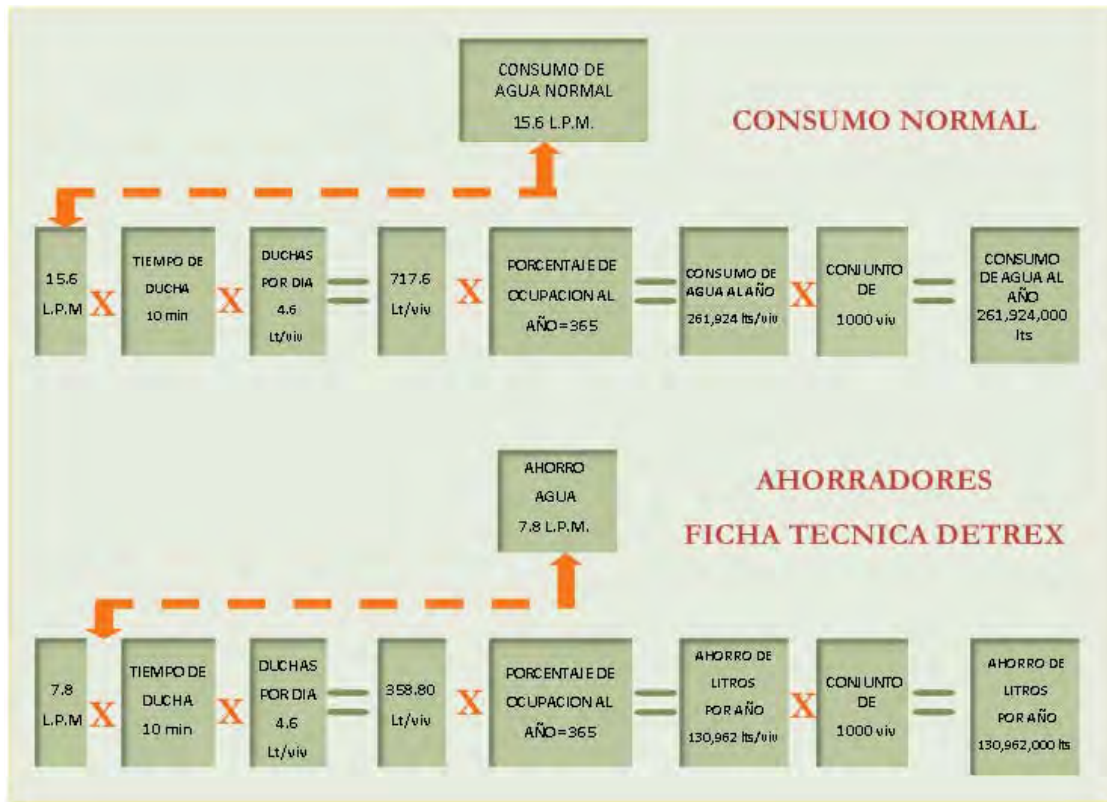 CONSUMO DE
AGUA NORMAL
15.6 L.P.M.
CONSUMO NORMAL
15.6
L.P.M
X
TIEMPO DE
DUCHA
10 min
X
DUCHAS
POR DIA
4.6
Lt/viv
=
717.6
Lt/viv
X
PORCENTAJE DE
OCUPACION AL
AÑO=365
=
CONSUMO DE
AGUA AL AÑO
261,924 lts/viv
X
CONJUNTO
DE
1000 viv
=
CONSUMO
DE AGUA AL
AÑO
261,924,000
lts
AHORRO
AGUA
7.8 L.P.M.
AHORRADORES
FICHA TECNICA DETREX
7.8
L.P.M
X
TIEMPO DE
DUCHA
10 min
X
DUCHAS
POR DIA
4.6
Lt/viv
=
358.80
Lt/viv
X
PORCENTAJE DE
OCUPACION AL
AÑO=365
=
AHORRO DE
LITROS
POR AÑO
130,962 lts/viv
X
CONJUNTO
DE
1000 viv
=
AHORRO DE
LITROS
POR AÑO
130,962,000 lts